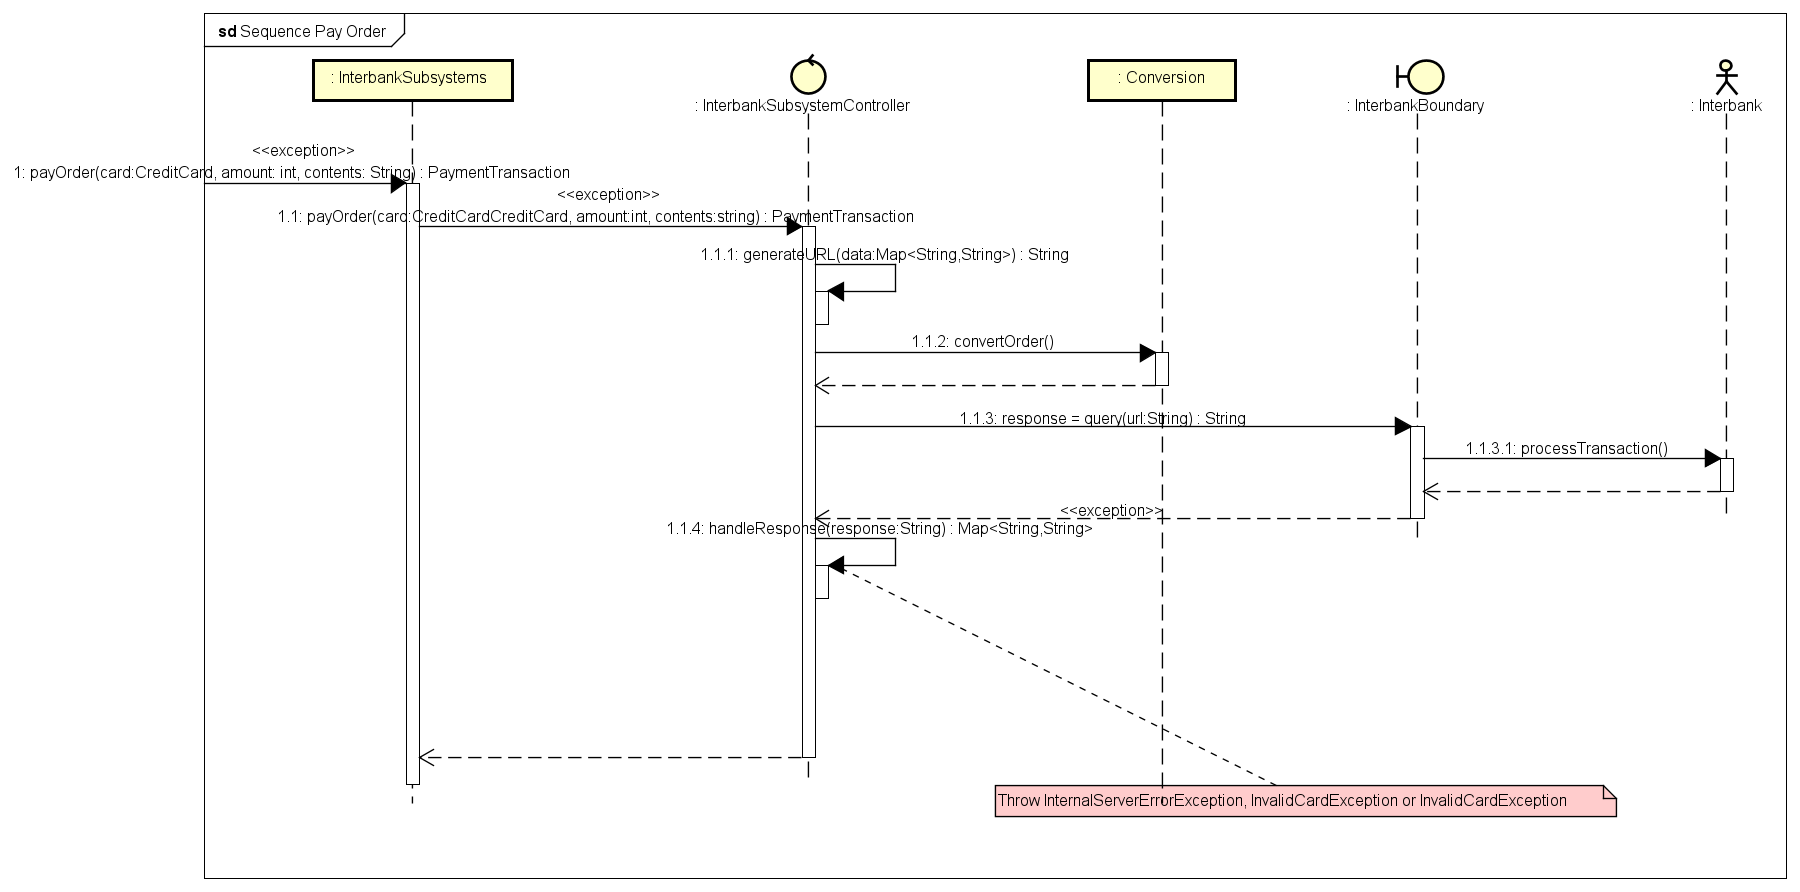 sd Sequence Pay Order
: InterbankSubsystems
: InterbankSubsystemController
: Conversion
: InterbankBoundary
: Interbank
<<exception>>
1: payOrder(card:CreditCard, amount: int, contents: String) : PaymentTransaction
<<exception>>
1.1: payOrder(card:CreditCardCreditCard, amount:int, contents:string) : PaymentTransaction
1.1.1: generateURL(data:Map<String,String>) : String
1.1.2: convertOrder()
1.1.3: response = query(url:String) : String
1.1.3.1: processTransaction()
<<exception>>
1.1.4: handleResponse(response:String) : Map<String,String>
Throw InternalServerErrorException, InvalidCardException or InvalidCardException